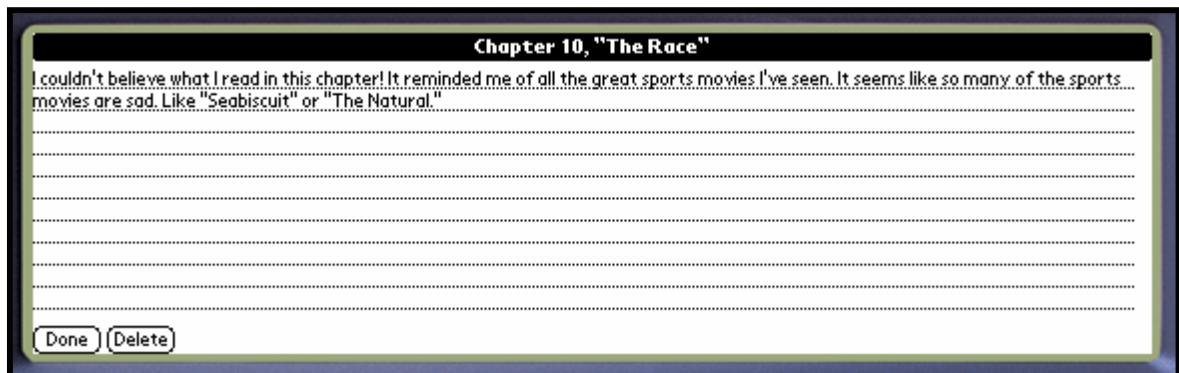 Chapter 10, "The Race"
I couldn't believe what I read in this chapter! It reminded me of all the great sports movies I've seen. It seems like so many of the sports
movies are sad. Like "Seabiscuit" or "The Natural."
Done Delete